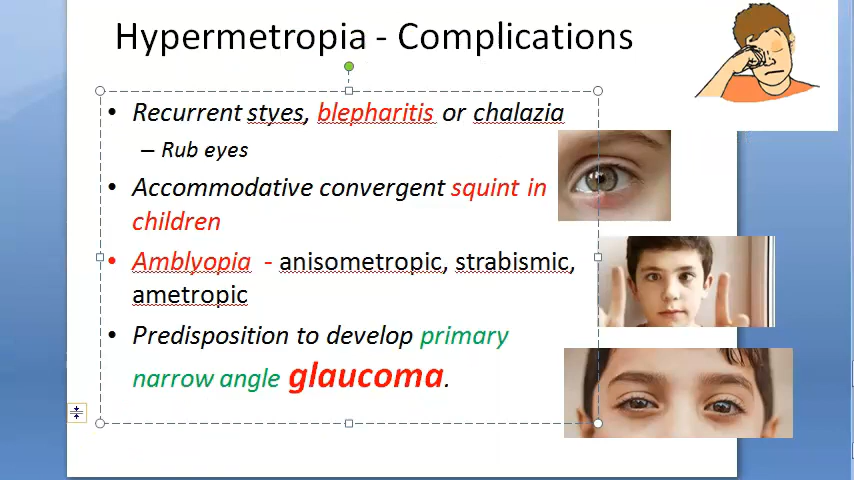 Hypermetropia - Complications
• Recurrent styes, blepharitis or chalazia
– Rub eyes
• Accommodative convergent squint in
children
• Amblyopia - anisometropic, strabismic,
ametropic
• Predisposition to develop primary
narrow angle glaucoma.